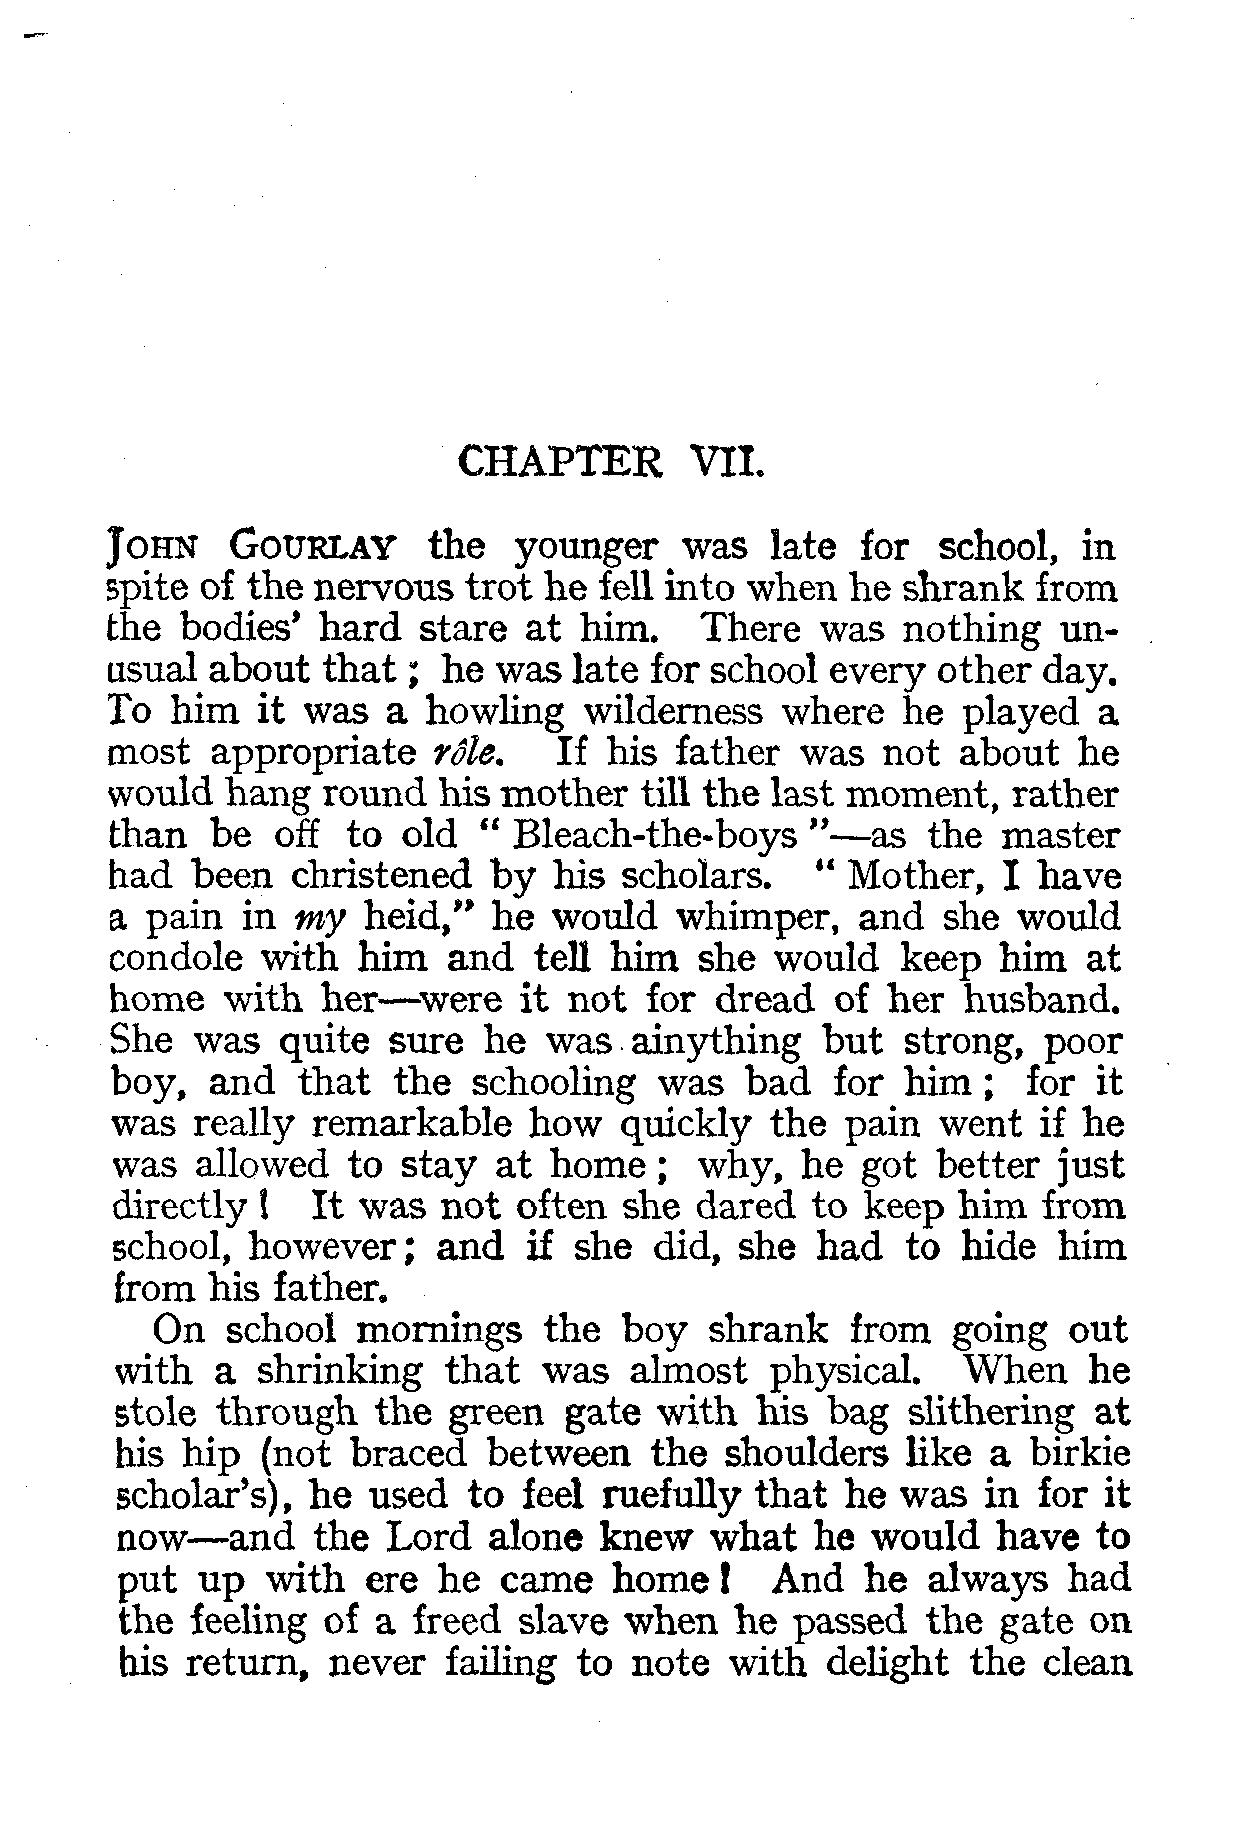 CHAPTER VII.
JOHN GOURLAY the younger was late for school, in
spite of the nervous trot he fell into when he shrank from
the bodies' hard stare at him. There was nothing un-
usual about that ; he was late for school every other day.
To him it was a howling wilderness where he played a
most appropriate rôle. If his father was not about he
would hang round his mother till the last moment, rather
than be off to old “ Bleach-the-boys ”—as the master
had been christened by his scholars. “ Mother, I have
a pain in my heid,” he would whimper, and she would
condole with him and tell him she would keep him at
home with her—were it not for dread of her husband.
She was quite sure he was ainything but strong, poor
boy, and that the schooling was bad for him ; for it
was really remarkable how quickly the pain went if he
was allowed to stay at home ; why, he got better just
directly ! It was not often she dared to keep him from
school, however ; and if she did, she had to hide him
from his father.
On school mornings the boy shrank from going out
with a shrinking that was almost physical. When he
stole through the green gate with his bag slithering at
his hip (not braced between the shoulders like a birkie
scholar's), he used to feel ruefully that he was in for it
now—and the Lord alone knew what he would have to
put up with ere he came home ! And he always had
the feeling of a freed slave when he passed the gate on
his return, never failing to note with delight the clean